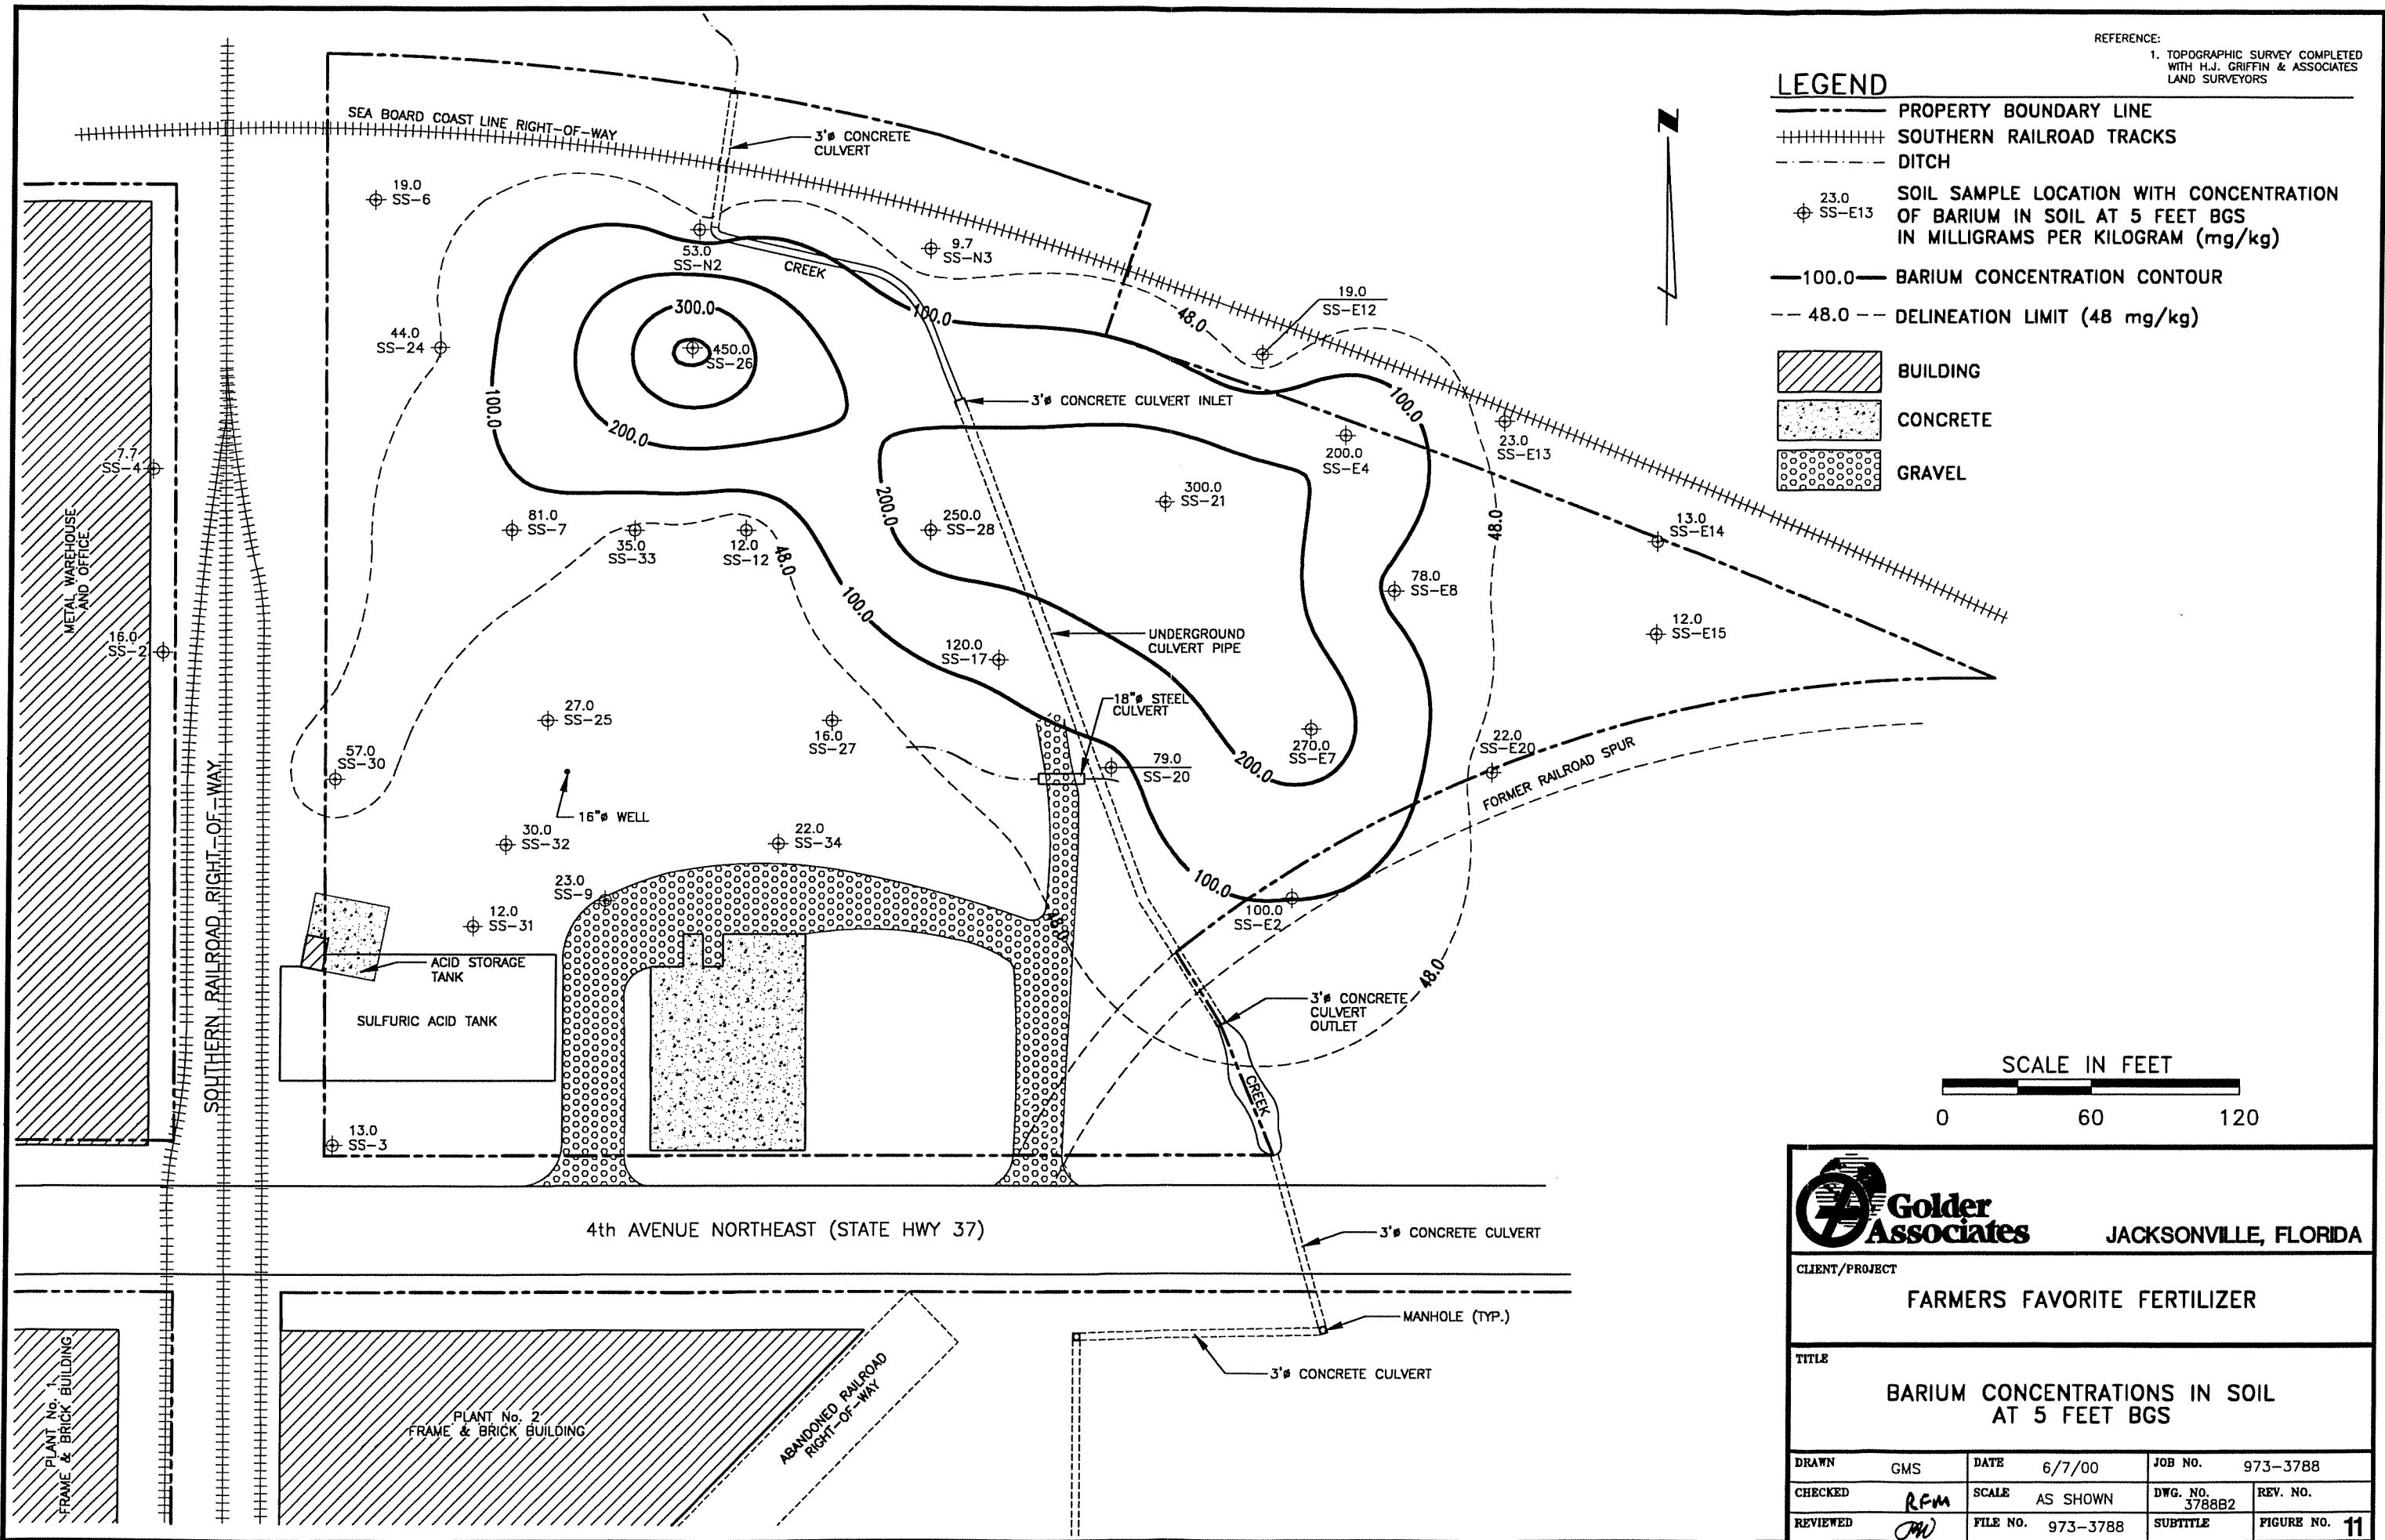 REFERENCE:
1. TOPOGRAPHIC SURVEY COMPLETED
WITH H.J. GRIFFIN & ASSOCIATES
LAND SURVEYORS
LEGEND
PROPERTY BOUNDARY LINE
SOUTHERN RAILROAD TRACKS
DITCH
23.0
SS-E13
SOIL SAMPLE LOCATION WITH CONCENTRATION
OF BARIUM IN SOIL AT 5 FEET BGS
IN MILLIGRAMS PER KILOGRAM (mg/kg)
100.0
BARIUM CONCENTRATION CONTOUR
48.0
DELINEATION LIMIT (48 mg/kg)
BUILDING
CONCRETE
GRAVEL
N
SEA BOARD COAST LINE RIGHT-OF-WAY
3'ø CONCRETE
CULVERT
19.0
SS-6
53.0
SS-N2
CREEK
9.7
SS-N3
19.0
SS-E12
48.0
44.0
SS-24
300.0
450.0
SS-26
100.0
100.0
200.0
3'ø CONCRETE CULVERT INLET
100.0
7.7
SS-4
200.0
SS-E4
23.0
SS-E13
300.0
SS-21
200.0
250.0
SS-28
81.0
SS-7
35.0
SS-33
12.0
SS-12
48.0
48.0
13.0
SS-E14
METAL WAREHOUSE
AND OFFICE
100.0
78.0
SS-E8
16.0
SS-2
120.0
SS-17
UNDERGROUND
CULVERT PIPE
12.0
SS-E15
18"ø STEEL
CULVERT
27.0
SS-25
16.0
SS-27
57.0
SS-30
79.0
SS-20
200.0
270.0
SS-E7
22.0
SS-E20
FORMER RAILROAD SPUR
16"ø WELL
30.0
SS-32
22.0
SS-34
23.0
SS-9
12.0
SS-31
100.0
100.0
SS-E2
48.0
48.0
SOUTHERN RAILROAD RIGHT-OF-WAY
ACID STORAGE
TANK
SULFURIC ACID TANK
3'ø CONCRETE
CULVERT
OUTLET
CREEK
13.0
SS-3
SCALE IN FEET
0 60 120
4th AVENUE NORTHEAST (STATE HWY 37)
3'ø CONCRETE CULVERT
MANHOLE (TYP.)
3'ø CONCRETE CULVERT
PLANT No. 1
FRAME & BRICK BUILDING
PLANT No. 2
FRAME & BRICK BUILDING
ABANDONED RAILROAD
RIGHT-OF-WAY
Golder
Associates
JACKSONVILLE, FLORIDA
CLIENT/PROJECT
FARMERS FAVORITE FERTILIZER
TITLE
BARIUM CONCENTRATIONS IN SOIL
AT 5 FEET BGS
DRAWN GMS DATE 6/7/00 JOB NO. 973-3788
CHECKED RFM SCALE AS SHOWN DWG. NO. 3788B2 REV. NO.
REVIEWED FILE NO. 973-3788 SUBTITLE FIGURE NO. 11